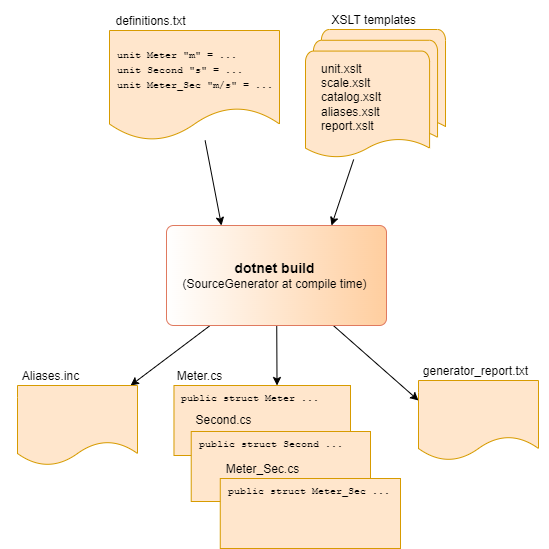 definitions.txt
unit Meter "m" = ...
unit Second "s" = ...
unit Meter_Sec "m/s" = ...
XSLT templates
unit.xslt
scale.xslt
catalog.xslt
aliases.xslt
report.xslt
dotnet build
(SourceGenerator at compile time)
Aliases.inc
Meter.cs
public struct Meter ...
Second.cs
public struct Second ...
Meter_Sec.cs
public struct Meter_Sec ...
generator_report.txt